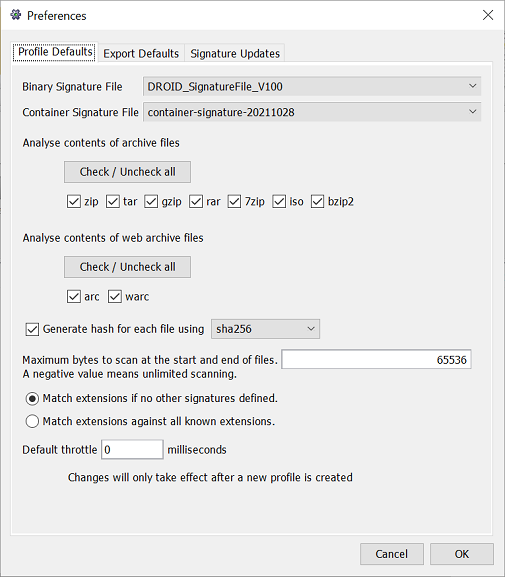 Preferences
Profile Defaults Export Defaults Signature Updates
Binary Signature File DROID_SignatureFile_V100
Container Signature File container-signature-20211028
Analyse contents of archive files
Check / Uncheck all
zip tar gzip rar 7zip iso bzip2
Analyse contents of web archive files
Check / Uncheck all
arc warc
Generate hash for each file using sha256
Maximum bytes to scan at the start and end of files. 65536
A negative value means unlimited scanning.
Match extensions if no other signatures defined.
Match extensions against all known extensions.
Default throttle 0 milliseconds
Changes will only take effect after a new profile is created
Cancel OK